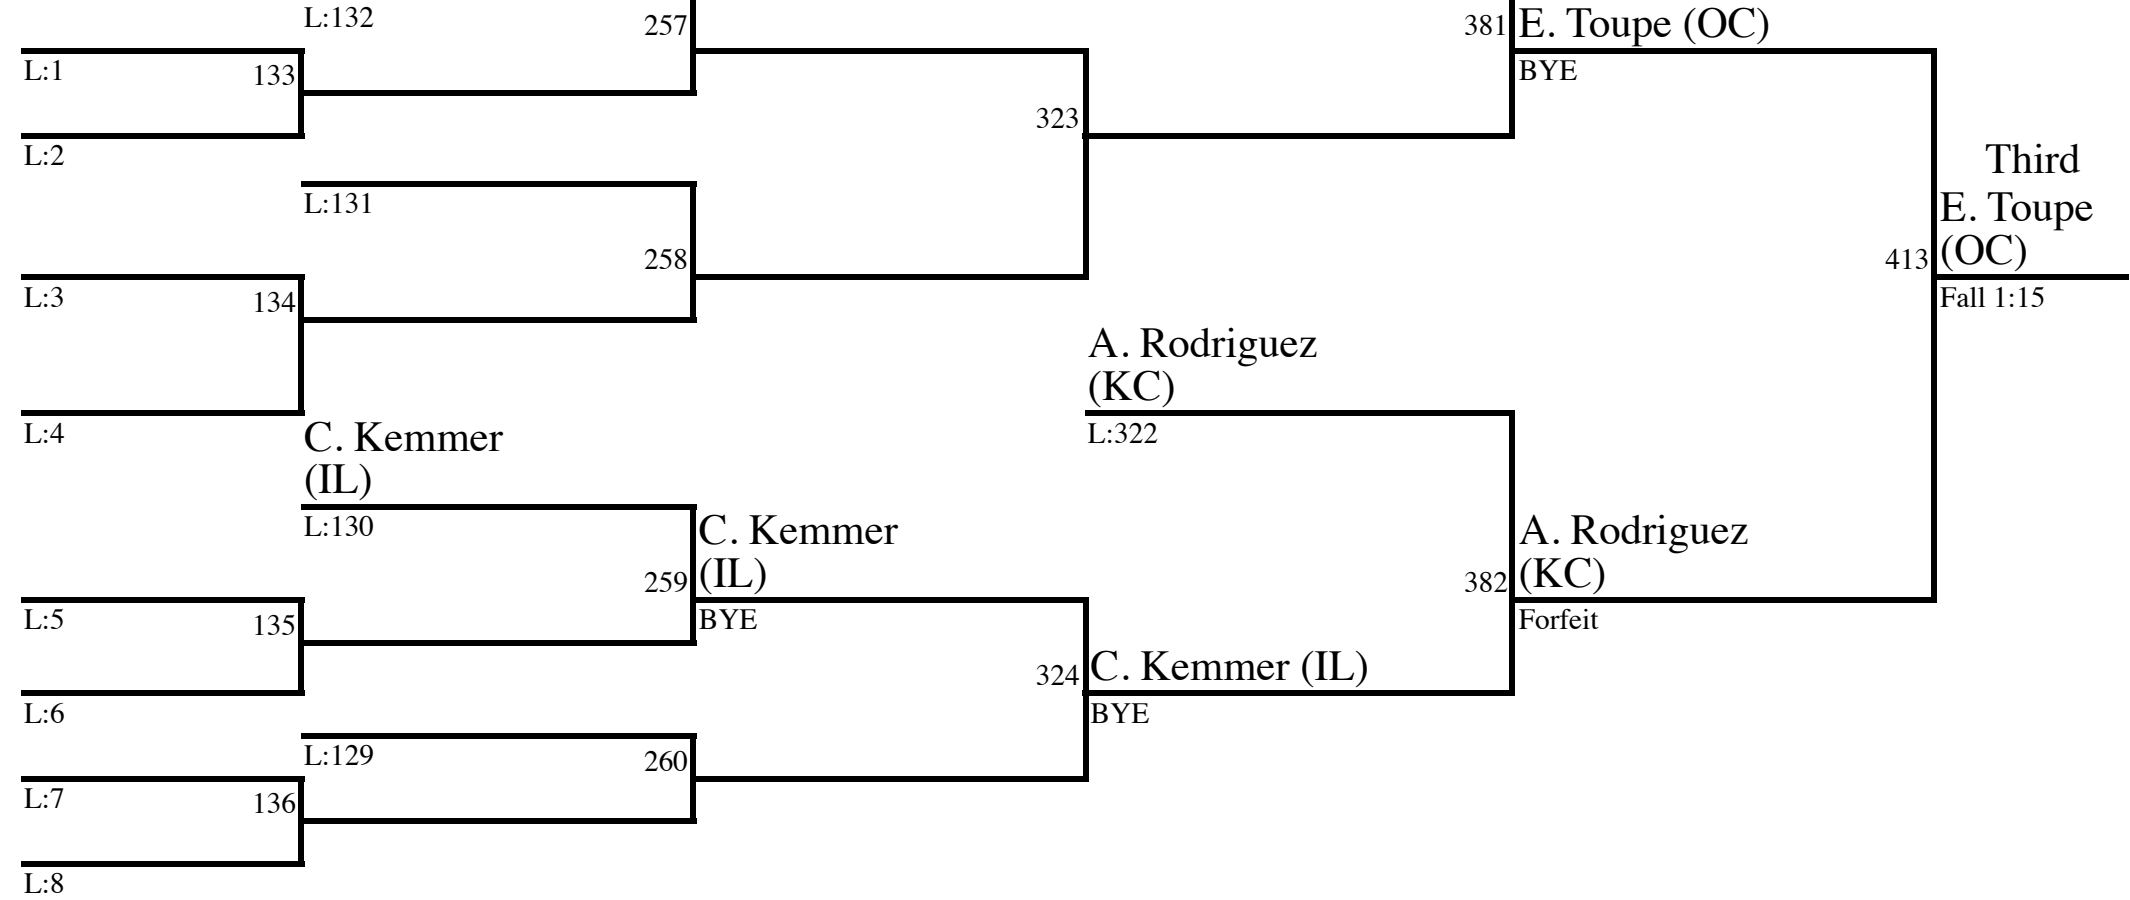 L:132
257
381
E. Toupe (OC)
L:1
133
BYE
323
L:2
Third
L:131
E. Toupe
(OC)
258
413
L:3
134
Fall 1:15
A. Rodriguez
(KC)
L:4
L:322
C. Kemmer
(IL)
L:130
C. Kemmer
(IL)
259
BYE
A. Rodriguez
(KC)
382
Forfeit
L:5
135
324
C. Kemmer (IL)
BYE
L:6
L:129
260
L:7
136
L:8